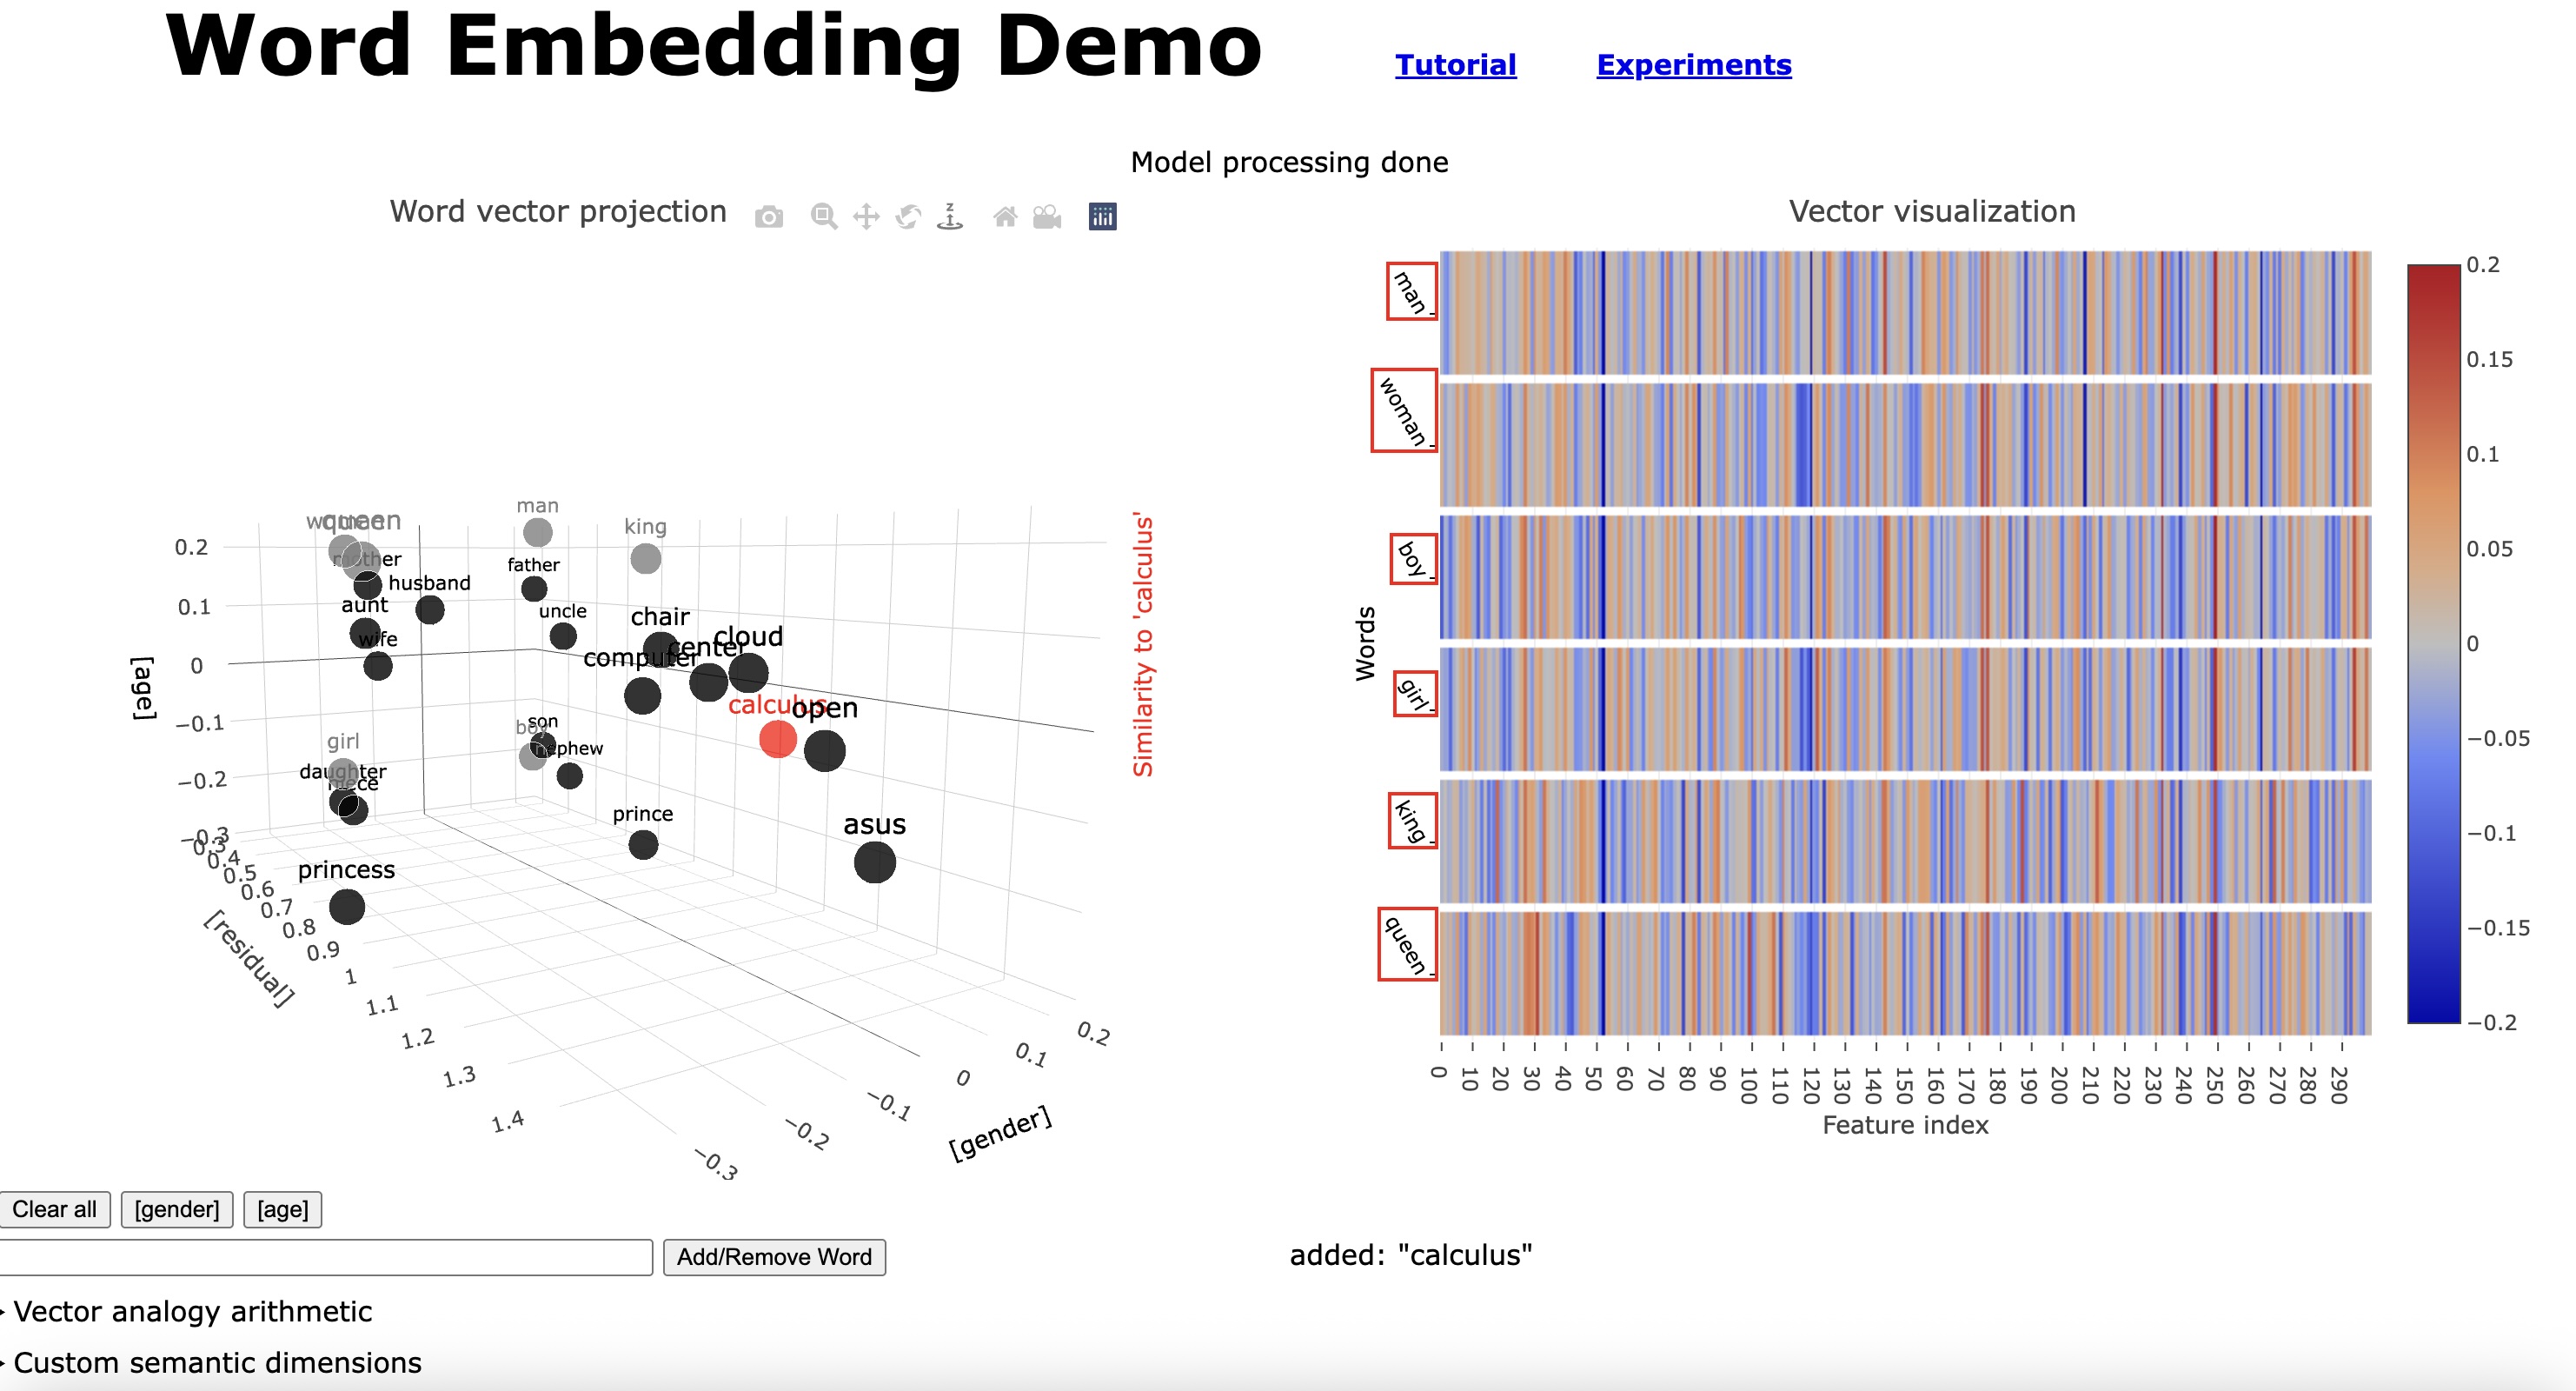 Word Embedding Demo
Tutorial
Experiments
Model processing done
Word vector projection
z
Vector visualization
woman
queen
mother
husband
aunt
wife
man
father
king
uncle
chair
center
cloud
computer
calculus
open
son
boy
nephew
girl
daughter
niece
prince
princess
asus
[age]
0.2
0.1
0
−0.1
−0.2
−0.3
[residual]
0.3
0.4
0.5
0.6
0.7
0.8
0.9
1
1.1
1.2
1.3
1.4
[gender]
−0.3
−0.2
−0.1
0
0.1
0.2
Similarity to 'calculus'
Words
man
woman
boy
girl
king
queen
0 10 20 30 40 50 60 70 80 90 100 110 120 130 140 150 160 170 180 190 200 210 220 230 240 250 260 270 280 290
Feature index
0.2
0.15
0.1
0.05
0
−0.05
−0.1
−0.15
−0.2
Clear all
[gender]
[age]
Add/Remove Word
added: "calculus"
Vector analogy arithmetic
Custom semantic dimensions